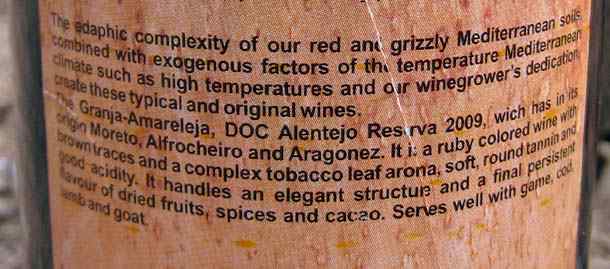 The edaphic complexity of our red and grizzly Mediterranean soils,
combined with exogenous factors of the temperature Mediterranean
climate such as high temperatures and our winegrower's dedication,
create these typical and original wines.
The Granja-Amareleja, DOC Alentejo Reserva 2009, wich has in its
origin Moreto, Alfrocheiro and Aragonez. It is a ruby colored wine with
brown traces and a complex tobacco leaf arona, soft, round tannin and
good acidity. It handles an elegant structure and a final persistent
flavour of dried fruits, spices and cacao. Serves well with game, cod,
lamb and goat.